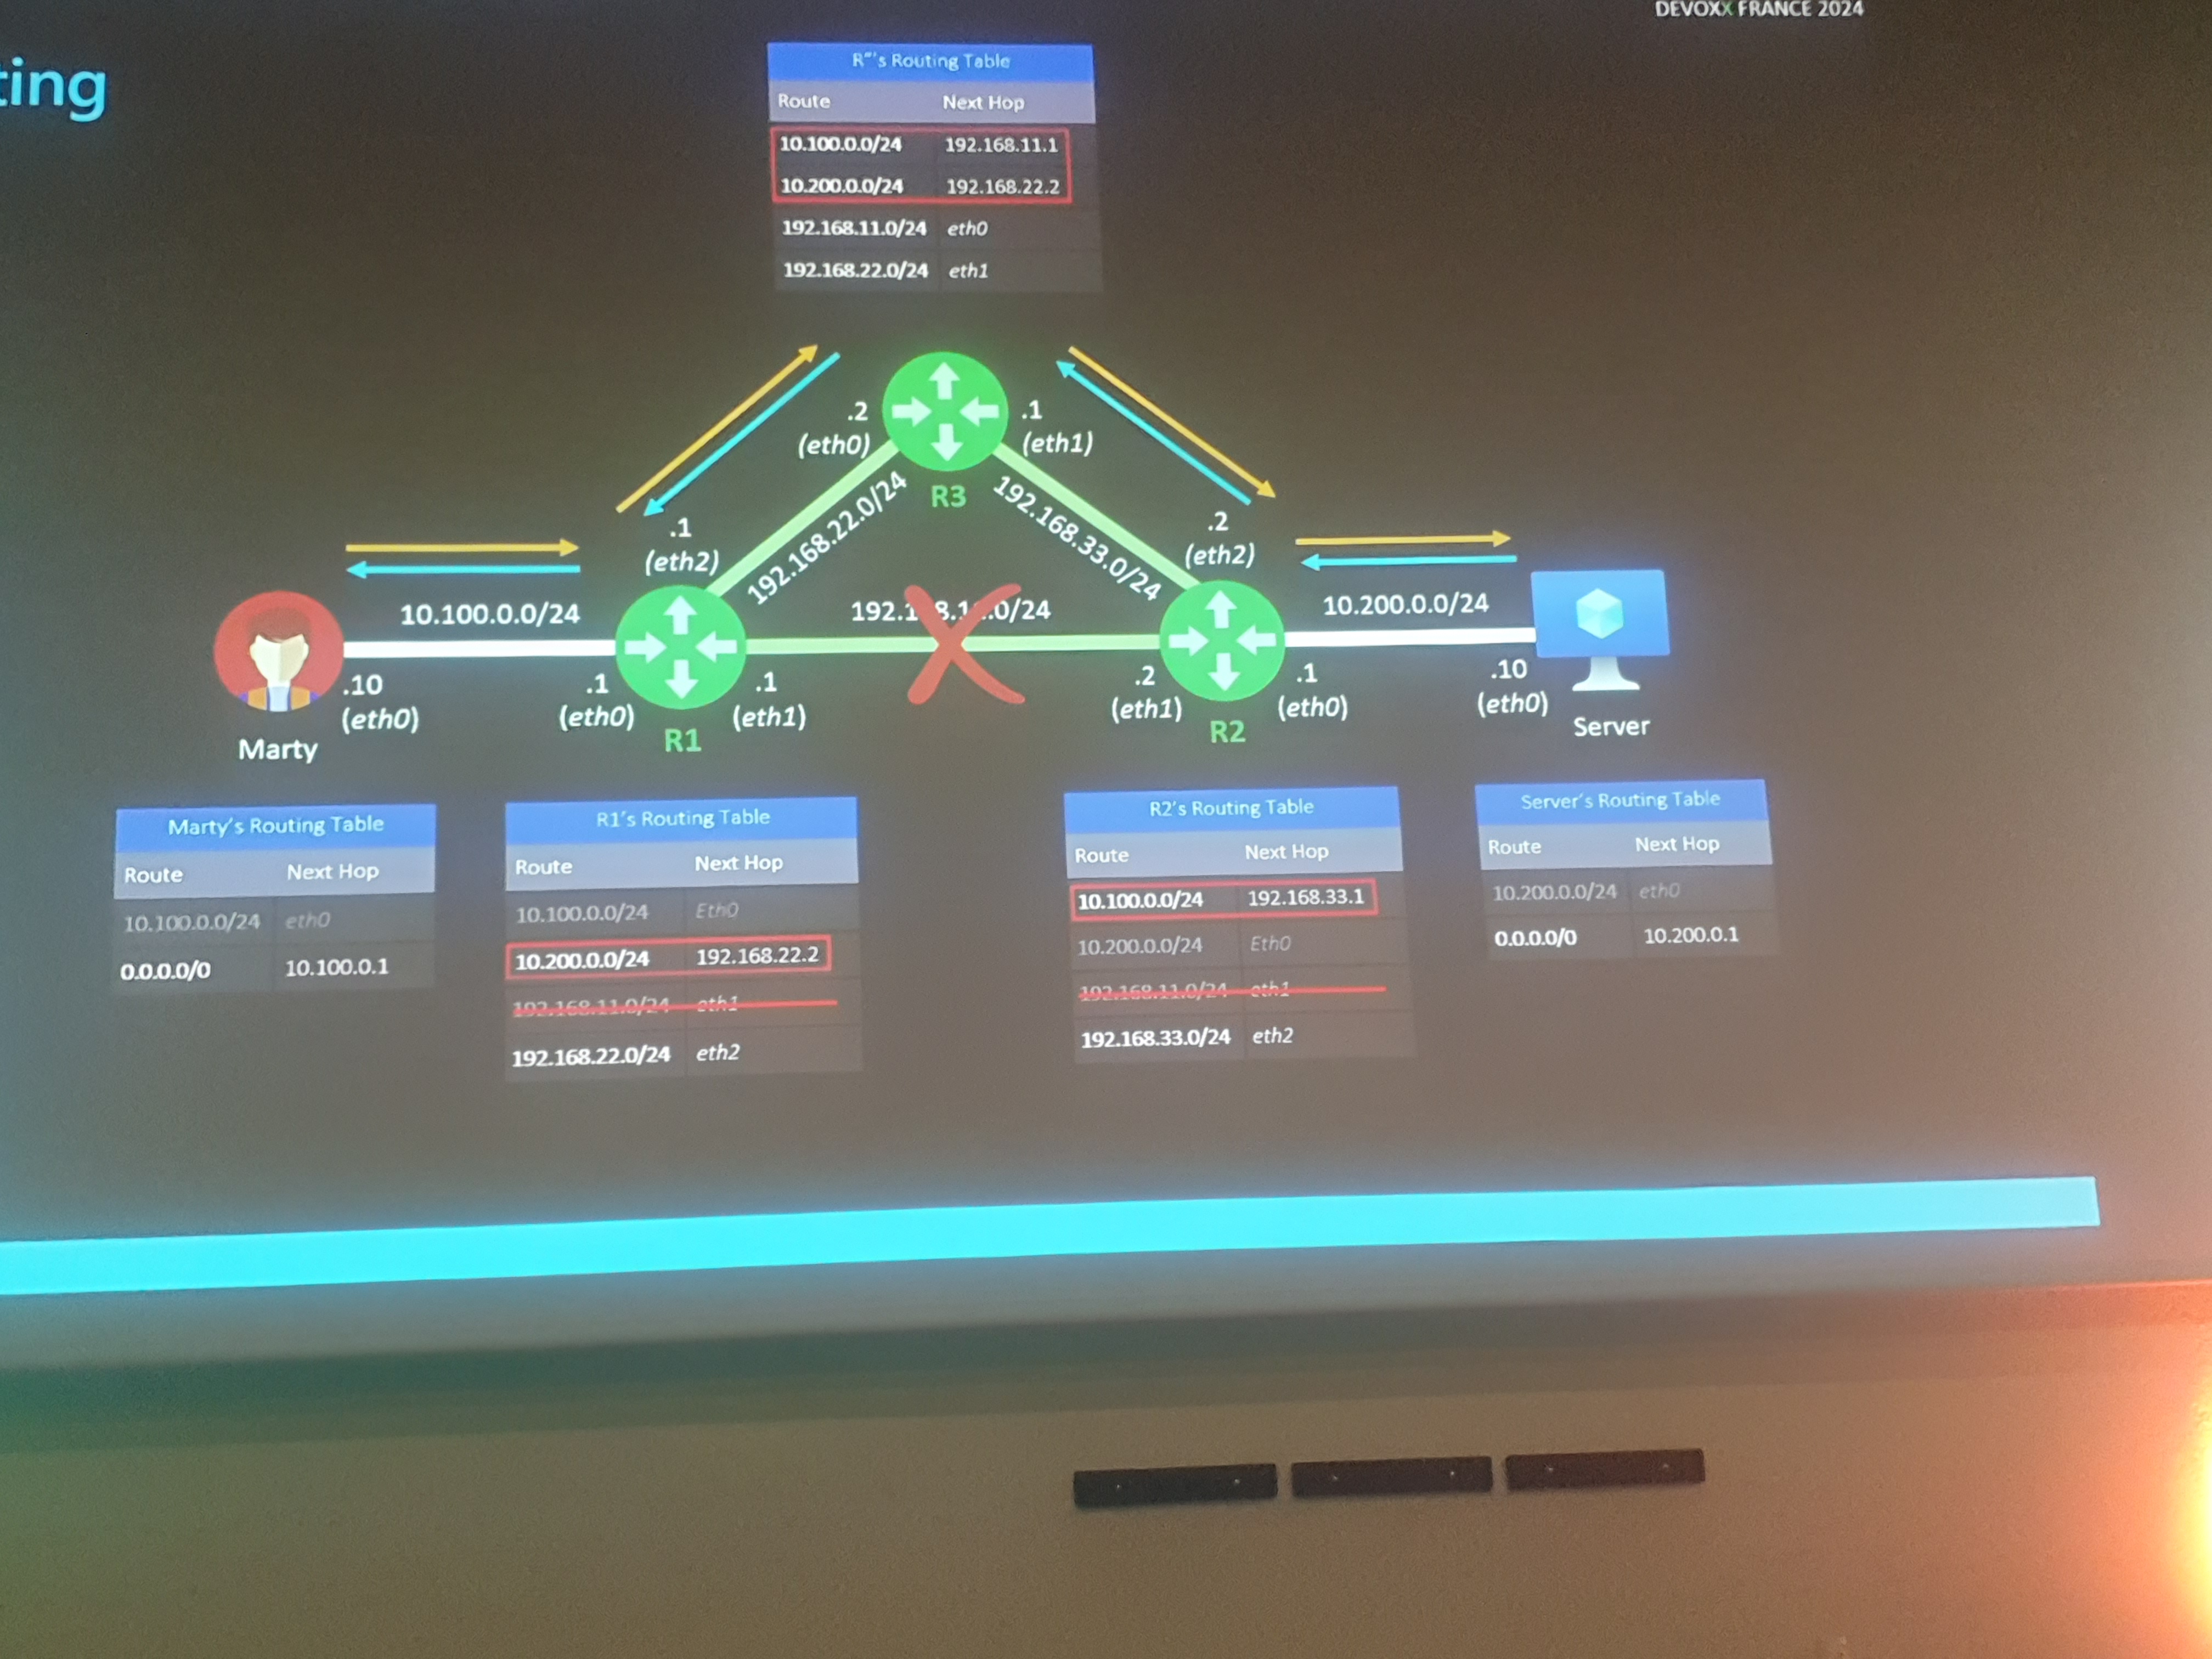 DEVOXX FRANCE 2024
ting
R"'s Routing Table
Route Next Hop
10.100.0.0/24 192.168.11.1
10.200.0.0/24 192.168.22.2
192.168.11.0/24 eth0
192.168.22.0/24 eth1
.2
(eth0)
.1
(eth1)
R3
192.168.22.0/24
192.168.33.0/24
.1
(eth2)
.2
(eth2)
10.100.0.0/24
10.200.0.0/24
.10
(eth0)
.1
(eth0)
.1
(eth1)
.2
(eth1)
.1
(eth0)
.10
(eth0)
Marty
R1
R2
Server
Marty's Routing Table
Route Next Hop
10.100.0.0/24 eth0
0.0.0.0/0 10.100.0.1
R1's Routing Table
Route Next Hop
10.100.0.0/24 Eth0
10.200.0.0/24 192.168.22.2
192.168.11.0/24 eth1
192.168.22.0/24 eth2
R2's Routing Table
Route Next Hop
10.100.0.0/24 192.168.33.1
10.200.0.0/24 Eth0
192.168.11.0/24 eth1
192.168.33.0/24 eth2
Server's Routing Table
Route Next Hop
10.200.0.0/24 eth0
0.0.0.0/0 10.200.0.1